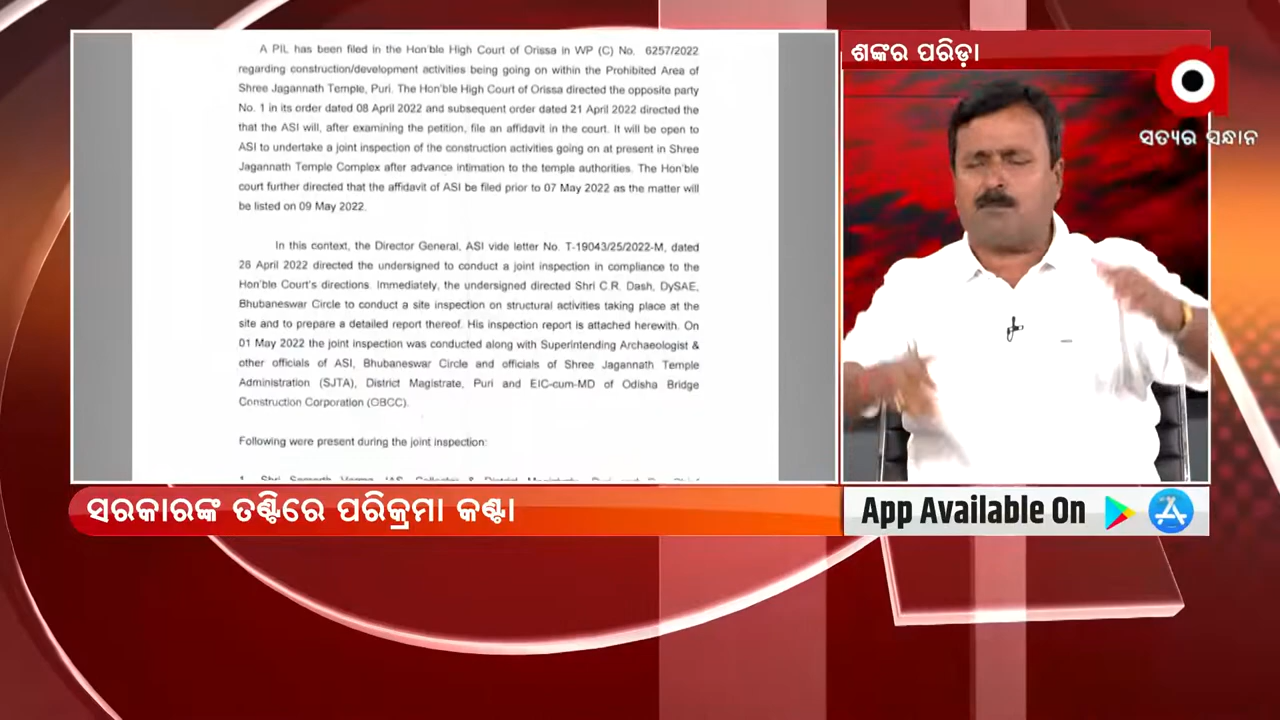 A PIL has been filed in the Hon'ble High Court of Orissa in WP (C) No. 6257/2022
regarding construction/development activities being going on within the Prohibited Area of
Shree Jagannath Temple, Puri. The Hon'ble High Court of Orissa directed the opposite party
No. 1 in its order dated 08 April 2022 and subsequent order dated 21 April 2022 directed the
that the ASI will, after examining the petition, file an affidavit in the court. It will be open to
ASI to undertake a joint inspection of the construction activities going on at present in Shree
Jagannath Temple Complex after advance intimation to the temple authorities. The Hon'ble
court further directed that the affidavit of ASI be filed prior to 07 May 2022 as the matter will
be listed on 09 May 2022.
In this context, the Director General, ASI vide letter No. T-19043/25/2022-M, dated
26 April 2022 directed the undersigned to conduct a joint inspection in compliance to the
Hon'ble Court's directions. Immediately, the undersigned directed Shri C.R. Dash, DySAE,
Bhubaneswar Circle to conduct a site inspection on structural activities taking place at the
site and to prepare a detailed report thereof. His inspection report is attached herewith. On
01 May 2022 the joint inspection was conducted along with Superintending Archaeologist &
other officials of ASI, Bhubaneswar Circle and officials of Shree Jagannath Temple
Administration (SJTA), District Magistrate, Puri and EIC-cum-MD of Odisha Bridge
Construction Corporation (OBCC).
Following were present during the joint inspection:
ଶଙ୍କର ପରିଡ଼ା
ସତ୍ୟର ସନ୍ଧାନ
ସରକାରଙ୍କ ତଣ୍ଟିରେ ପରିକ୍ରମା କଣ୍ଟା
App Available On